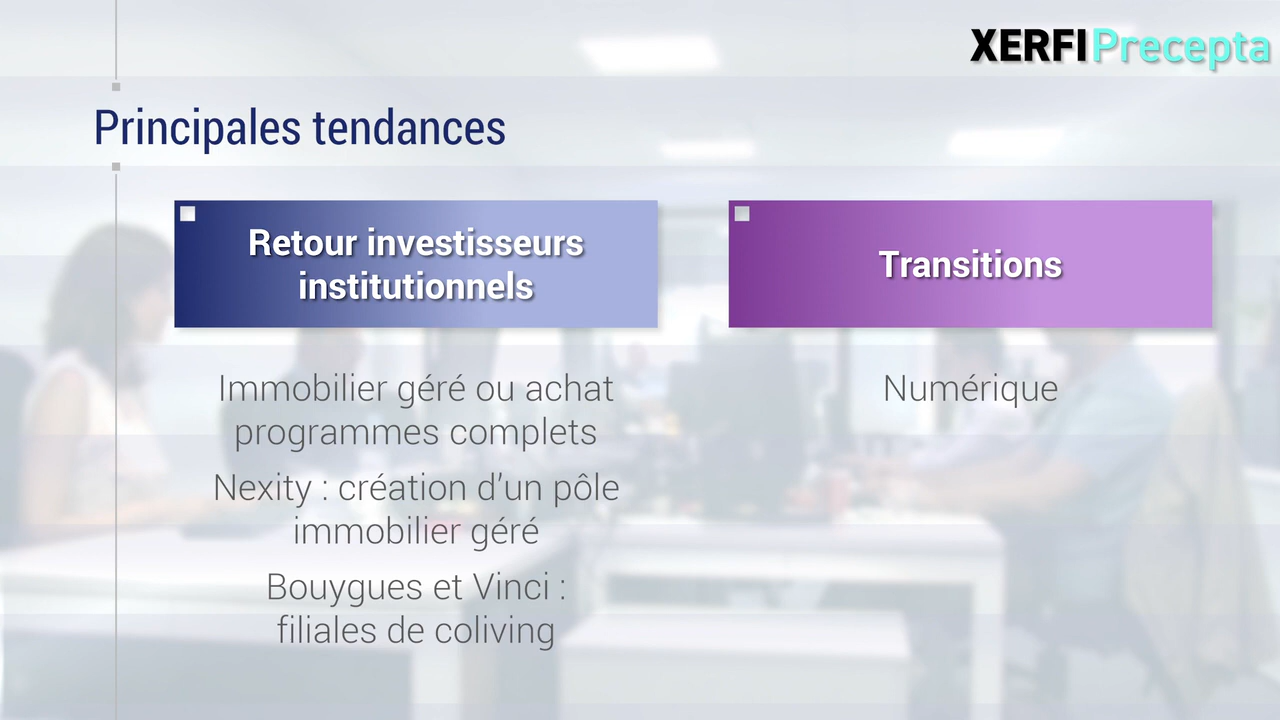 XERFI Precepta
Principales tendances
Retour investisseurs
institutionnels
Immobilier géré ou achat
programmes complets
Nexity : création d’un pôle
immobilier géré
Bouygues et Vinci :
filiales de coliving
Transitions
Numérique